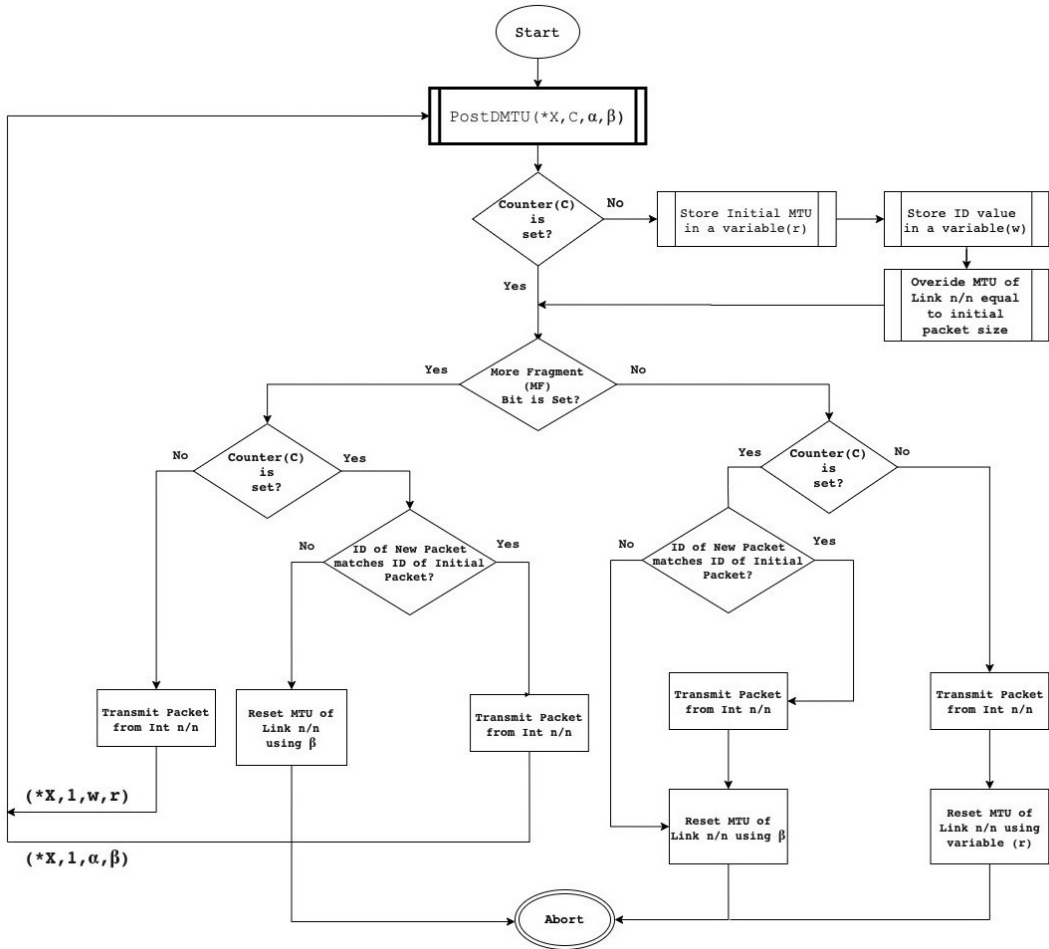 Start
PostDMTU(*X,C,α,β)
Counter(C)
is
set?
No
Store Initial MTU
in a variable(r)
Store ID value
in a variable(w)
Yes
Overide MTU of
Link n/n equal
to initial
packet size
Yes
More Fragment
(MF)
Bit is Set?
No
No
Counter(C)
is
set?
Yes
Yes
Counter(C)
is
set?
No
No
ID of New Packet
matches ID of Initial
Packet?
Yes
No
ID of New Packet
matches ID of Initial
Packet?
Yes
Transmit Packet
from Int n/n
Reset MTU of
Link n/n
using β
Transmit Packet
from Int n/n
Transmit Packet
from Int n/n
Transmit Packet
from Int n/n
(*X,1,w,r)
(*X,1,α,β)
Reset MTU of
Link n/n using β
Reset MTU of
Link n/n using
variable (r)
Abort